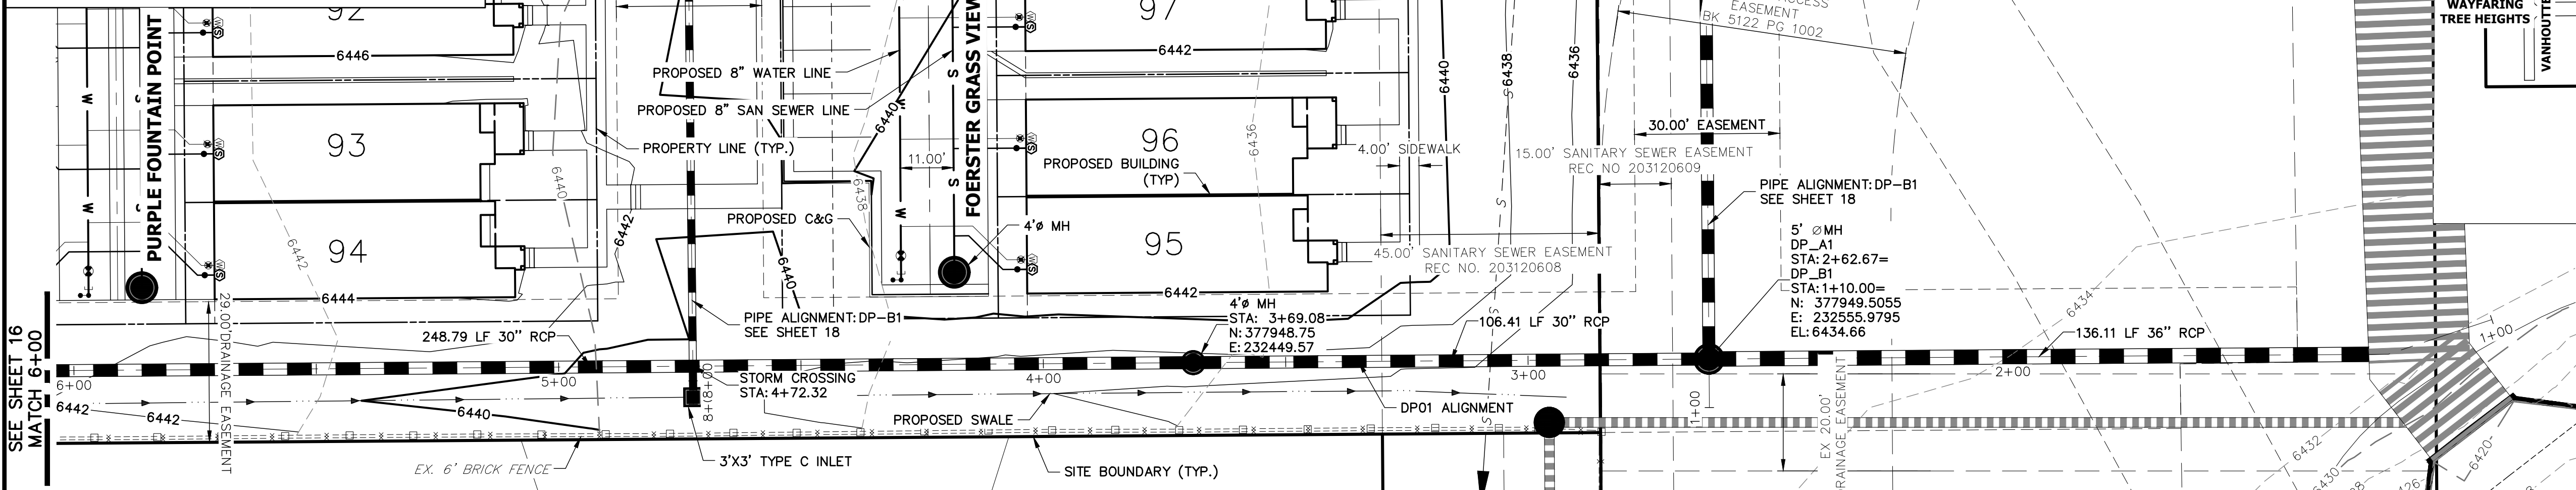 92
97
6446
6442
PURPLE FOUNTAIN POINT
FOERSTER GRASS VIEW
PROPOSED 8" WATER LINE
PROPOSED 8" SAN SEWER LINE
PROPERTY LINE (TYP.)
6440
6440
6438
6436
EASEMENT
BK 5122 PG 1002
WAYFARING
TREE HEIGHTS
VANHOUTTE
93
96
PROPOSED BUILDING
(TYP)
11.00'
6436
4.00' SIDEWALK
30.00' EASEMENT
15.00' SANITARY SEWER EASEMENT
REC NO 203120609
PIPE ALIGNMENT: DP-B1
SEE SHEET 18
6440
6442
PROPOSED C&G
6438
4'ø MH
94
95
6442
6440
6444
6442
45.00' SANITARY SEWER EASEMENT
REC NO. 203120608
5' ØMH
DP_A1
STA: 2+62.67=
DP_B1
STA: 1+10.00=
N: 377949.5055
E: 232555.9795
EL: 6434.66
6434
29.00' DRAINAGE EASEMENT
PIPE ALIGNMENT: DP-B1
SEE SHEET 18
4'ø MH
STA: 3+69.08
N: 377948.75
E: 232449.57
248.79 LF 30" RCP
106.41 LF 30" RCP
136.11 LF 36" RCP
SEE SHEET 16
MATCH 6+00
6+00
5+00
4+00
3+00
2+00
1+00
1+00
8+(8+00)
STORM CROSSING
STA: 4+72.32
6442
6442
6440
PROPOSED SWALE
DP01 ALIGNMENT
EX 20.00'
DRAINAGE EASEMENT
EX. 6' BRICK FENCE
3'X3' TYPE C INLET
SITE BOUNDARY (TYP.)
6432
6430
6420
W
W
W
W
S
S
S
S
S